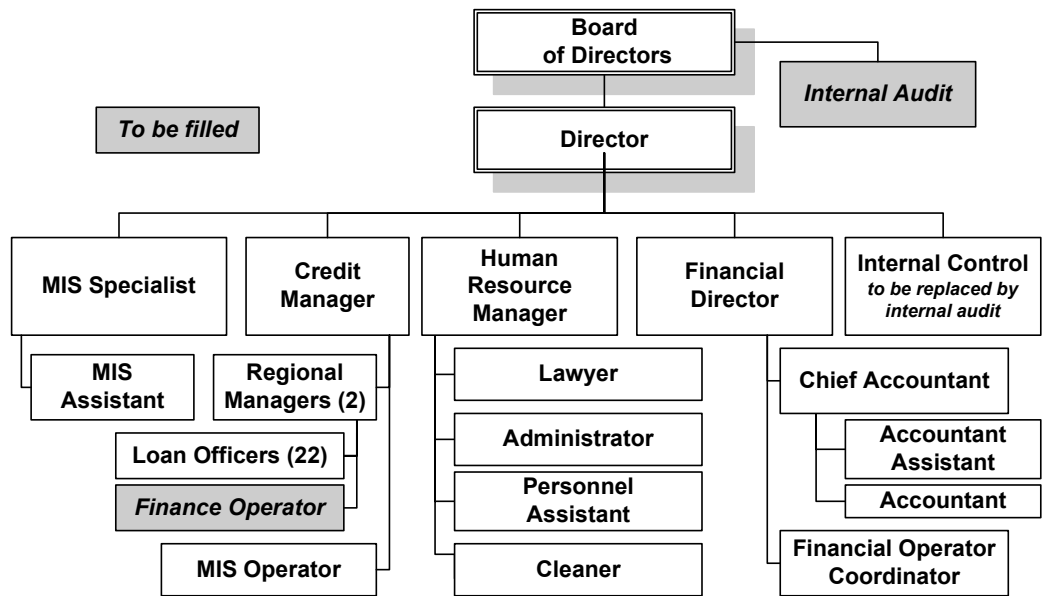 Board
of Directors
Internal Audit
To be filled
Director
MIS Specialist
Credit
Manager
Human
Resource
Manager
Financial
Director
Internal Control
to be replaced by
internal audit
MIS
Assistant
Regional
Managers (2)
Loan Officers (22)
Finance Operator
MIS Operator
Lawyer
Administrator
Personnel
Assistant
Cleaner
Chief Accountant
Accountant
Assistant
Accountant
Financial Operator
Coordinator